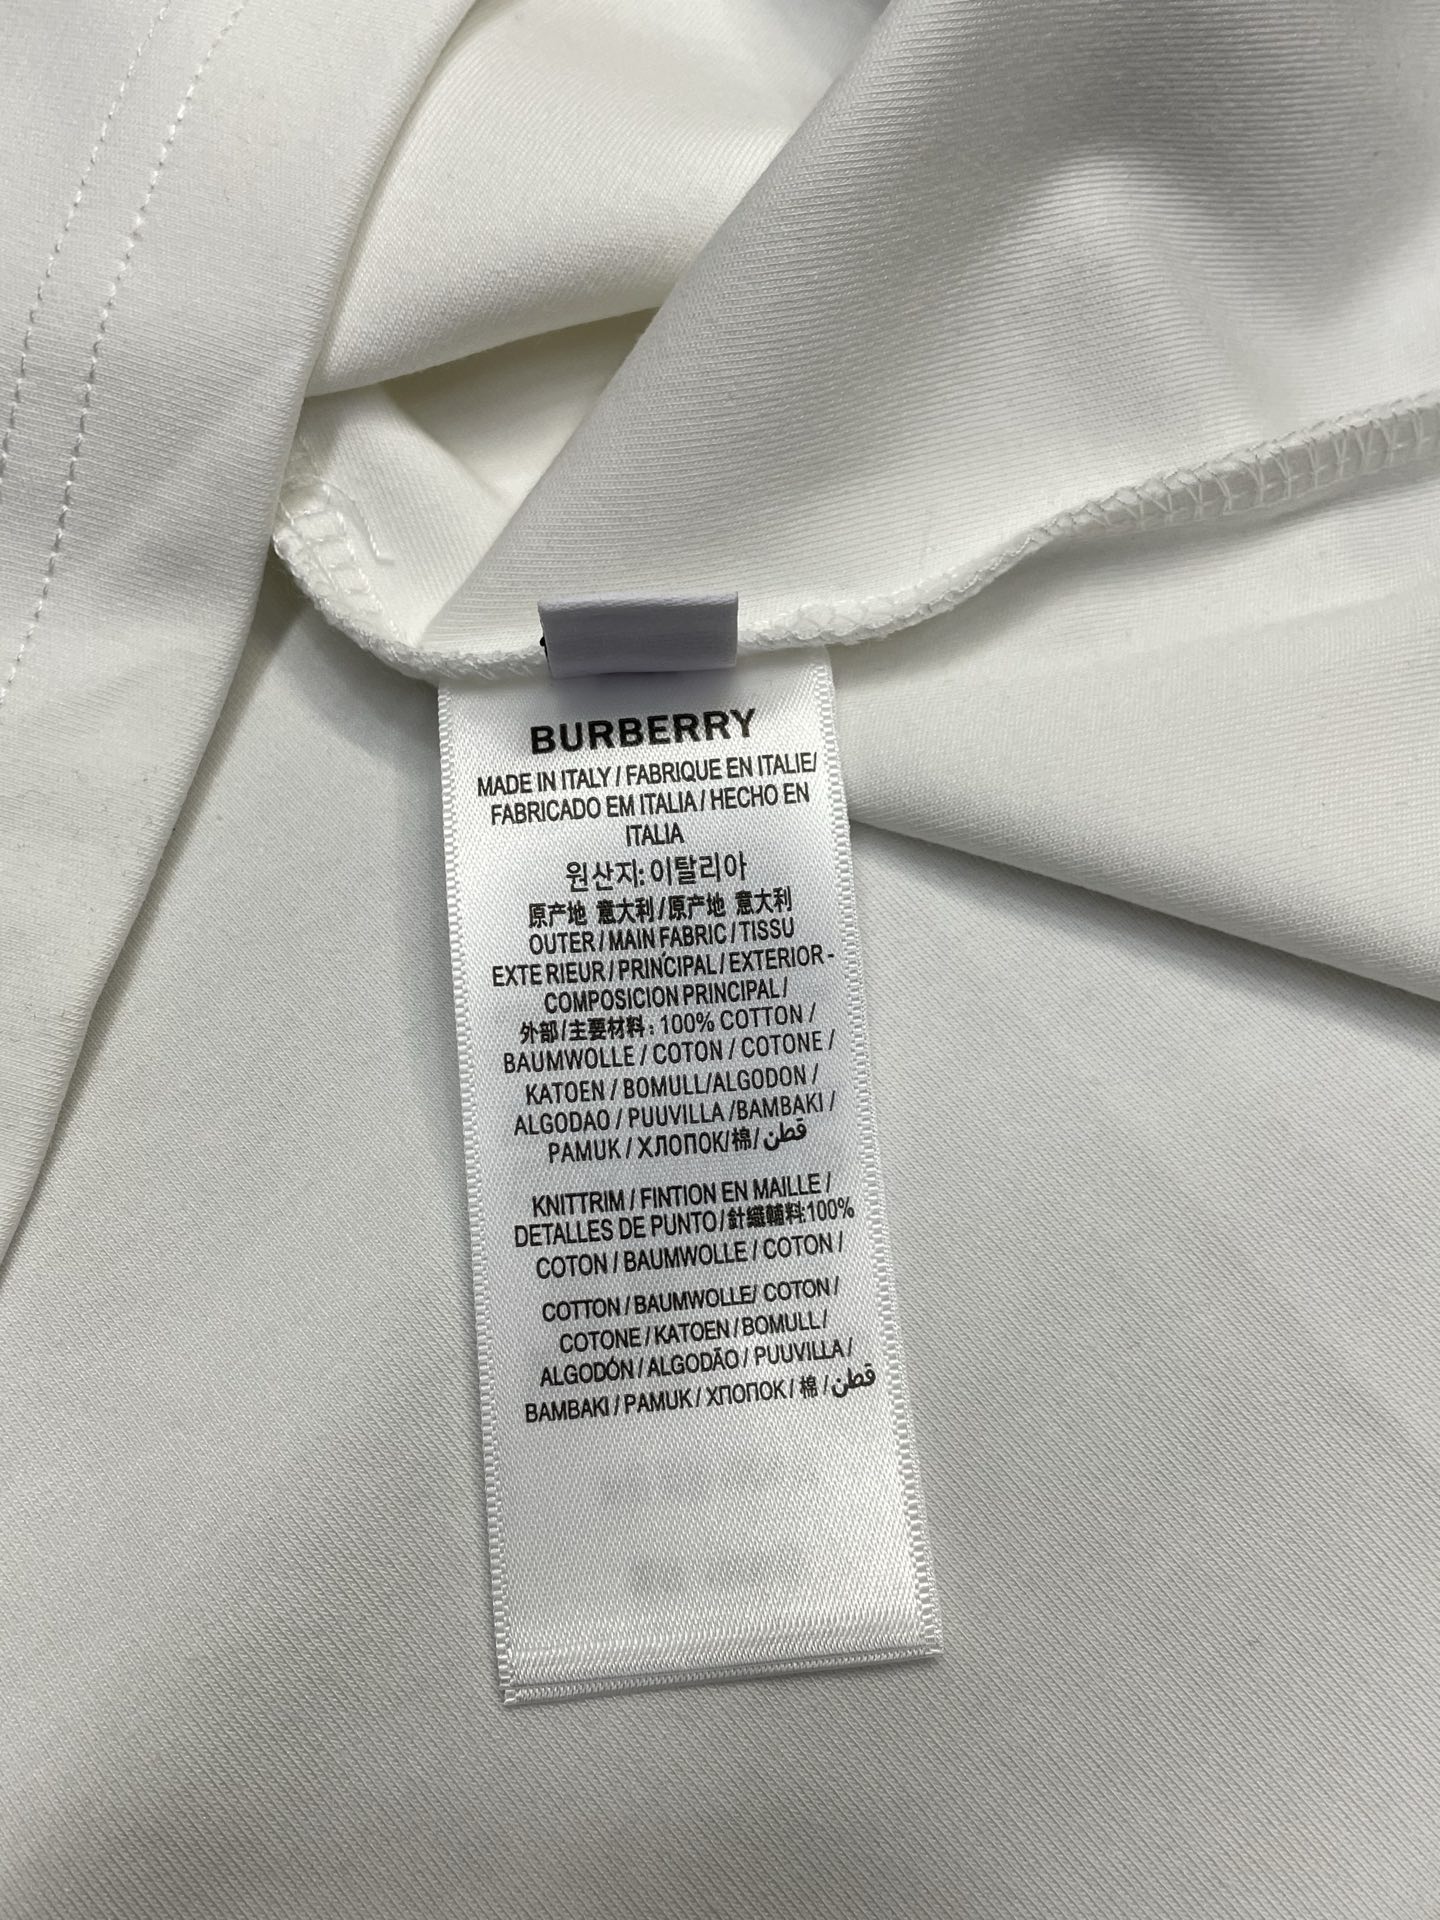 BURBERRY
MADE IN ITALY / FABRIQUE EN ITALIE/
FABRICADO EM ITALIA / HECHO EN
ITALIA
원산지: 이탈리아
原产地 意大利/原产地 意大利
OUTER / MAIN FABRIC / TISSU
EXTE RIEUR / PRINĆIPAL / EXTERIOR -
COMPOSICION PRINCIPAL /
外部/主要材料: 100% COTTON /
BAUMWOLLE / COTON / COTONE /
KATOEN / BOMULL/ALGODON /
ALGODAO / PUUVILLA /BAMBAKI /
PAMUK / ХЛОПОК/棉/ قطن
KNITTRIM / FINTION EN MAILLE /
DETALLES DE PUNTO/針織輔料:100%
COTON / BAUMWOLLE / COTON /
COTTON / BAUMWOLLE/ COTON /
COTONE / KATOEN / BOMULL/
ALGODÓN / ALGODÃO / PUUVILLA /
BAMBAKI / PAMUK / ХПОПОК / 棉 / قطن